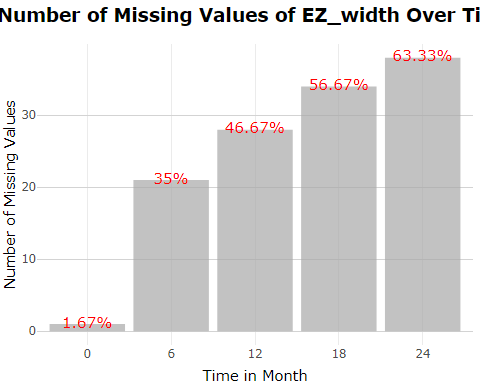 Number of Missing Values of EZ_width Over Ti
63.33%
56.67%
46.67%
35%
1.67%
30
20
10
0
Number of Missing Values
0 6 12 18 24
Time in Month